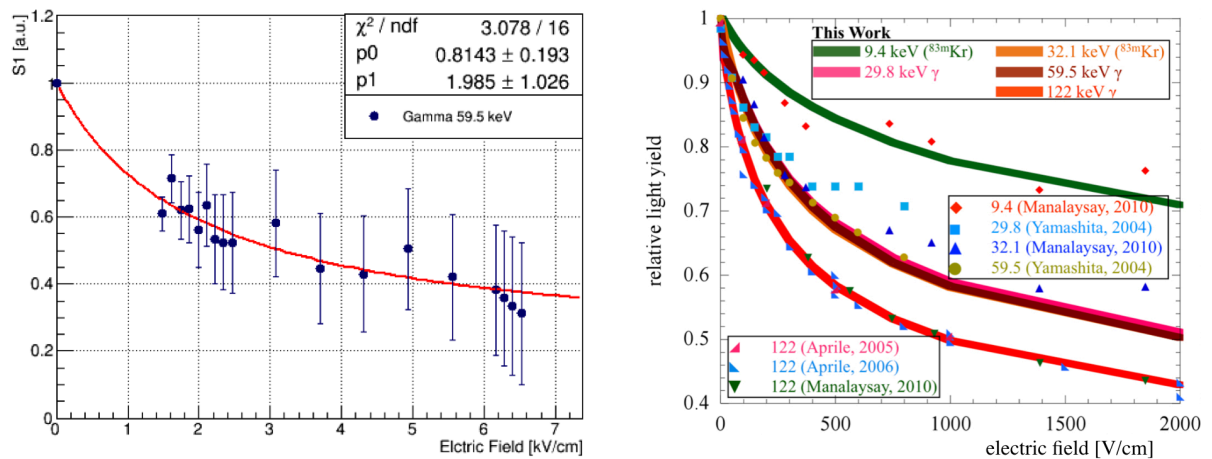 S1 [a.u.]
1.2
1
0.8
0.6
0.4
0.2
0
χ² / ndf 3.078 / 16
p0 0.8143 ± 0.193
p1 1.985 ± 1.026
Gamma 59.5 keV
0 1 2 3 4 5 6 7
Elctric Field [kV/cm]
relative light yield
1
0.9
0.8
0.7
0.6
0.5
0.4
This Work
9.4 keV (⁸³ᵐKr) 32.1 keV (⁸³ᵐKr)
29.8 keV γ 59.5 keV γ
122 keV γ
9.4 (Manalaysay, 2010)
29.8 (Yamashita, 2004)
32.1 (Manalaysay, 2010)
59.5 (Yamashita, 2004)
122 (Aprile, 2005)
122 (Aprile, 2006)
122 (Manalaysay, 2010)
0 500 1000 1500 2000
electric field [V/cm]